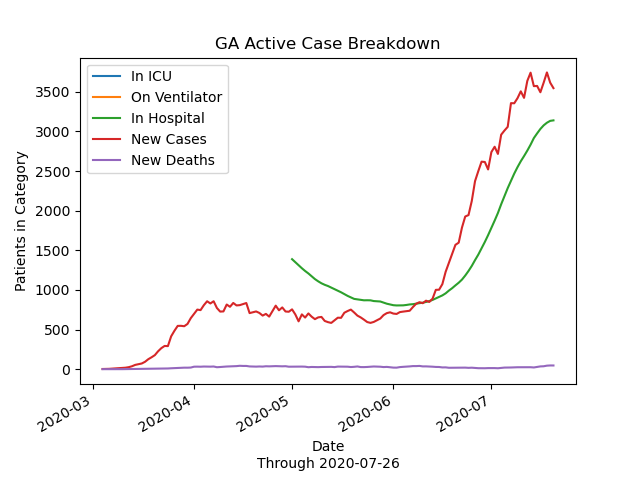 GA Active Case Breakdown
In ICU
On Ventilator
In Hospital
New Cases
New Deaths
Patients in Category
3500
3000
2500
2000
1500
1000
500
0
2020-03
2020-04
2020-05
2020-06
2020-07
Date
Through 2020-07-26